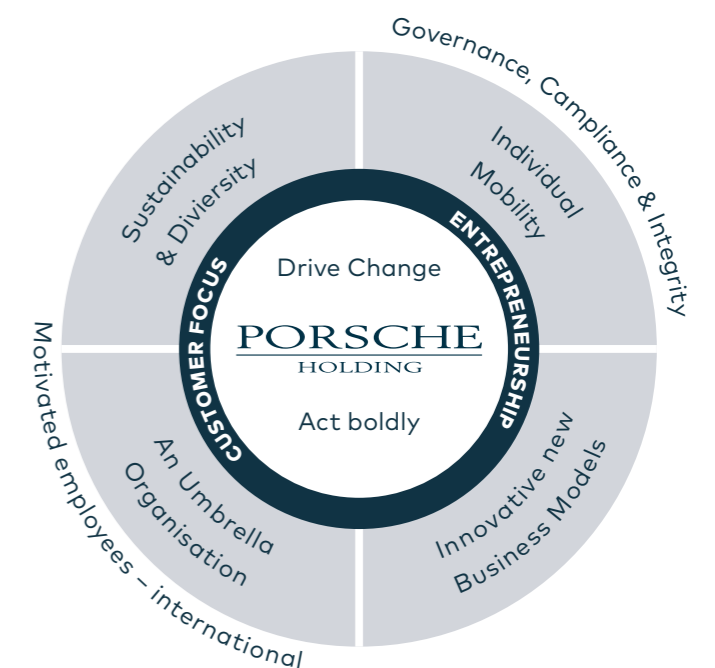 Governance, Campliance & Integrity
Sustainability
& Diviersity
Individual
Mobility
CUSTOMER FOCUS
ENTREPRENEURSHIP
Drive Change
PORSCHE
HOLDING
Act boldly
An Umbrella
Organisation
Innovative new
Business Models
Motivated employees – international